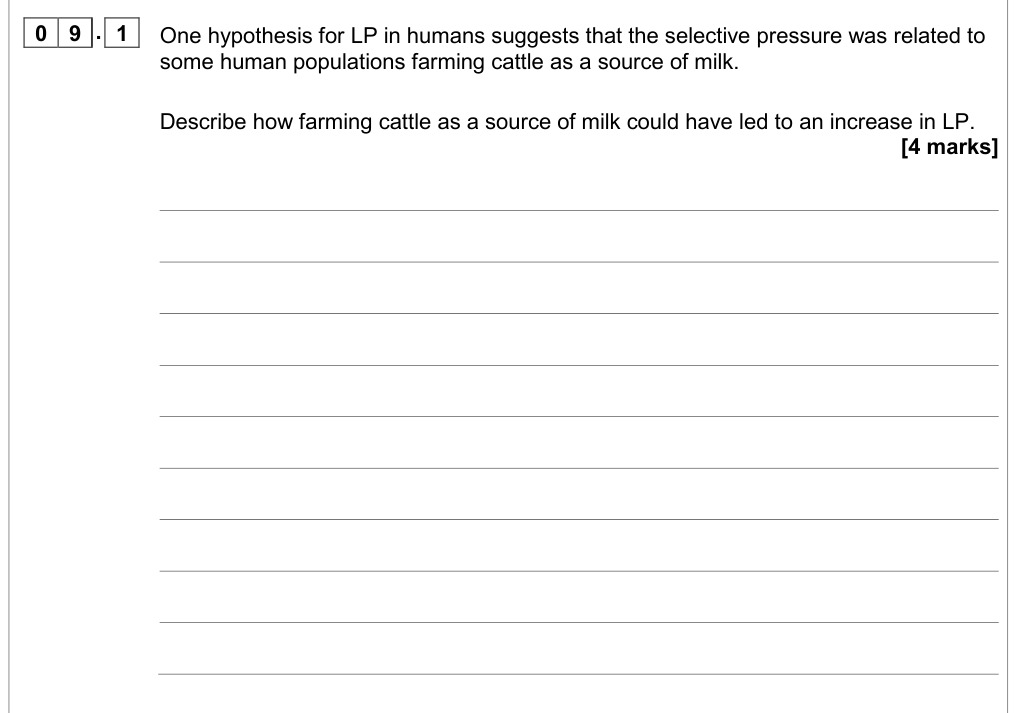 09.1 One hypothesis for LP in humans suggests that the selective pressure was related to
some human populations farming cattle as a source of milk.
Describe how farming cattle as a source of milk could have led to an increase in LP.
[4 marks]